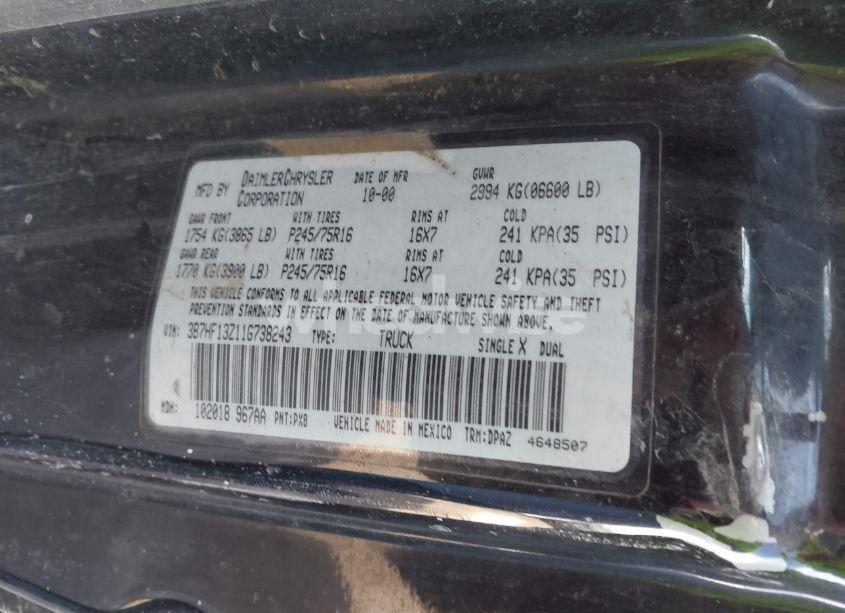 MFD BY DAIMLERCHRYSLER CORPORATION DATE OF MFR 10-00 GVWR 2994 KG(06600 LB)
GAWR FRONT WITH TIRES RIMS AT COLD
1754 KG(3865 LB) P245/75R16 16X7 241 KPA(35 PSI)
GAWR REAR WITH TIRES RIMS AT COLD
1770 KG(3900 LB) P245/75R16 16X7 241 KPA(35 PSI)
THIS VEHICLE CONFORMS TO ALL APPLICABLE FEDERAL MOTOR VEHICLE SAFETY AND THEFT
PREVENTION STANDARDS IN EFFECT ON THE DATE OF MANUFACTURE SHOWN ABOVE.
VIN: 3B7HF13Z11G738243 TYPE: TRUCK SINGLE X DUAL
MDH: 102018 967AA PNT:PX8 VEHICLE MADE IN MEXICO TRM:DPAZ 4648507